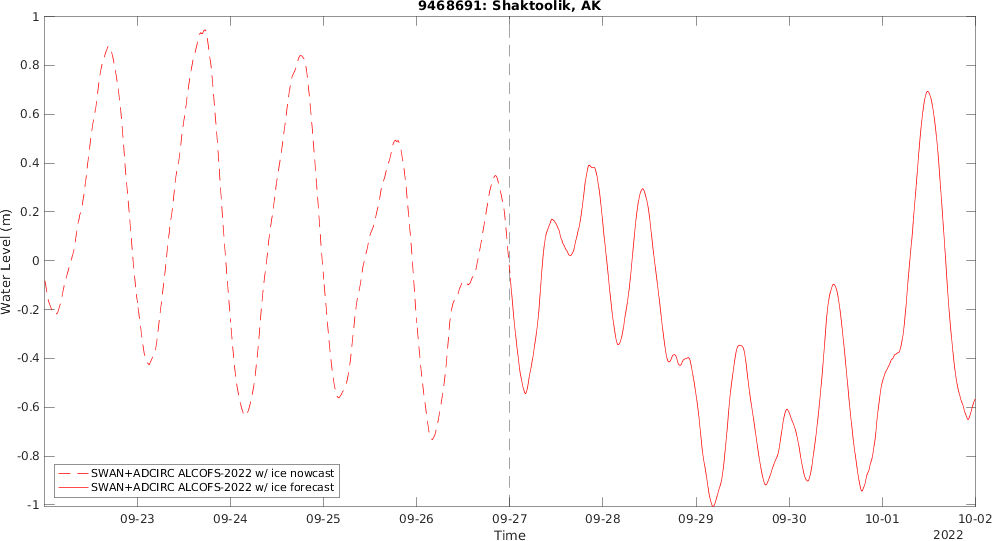 9468691: Shaktoolik, AK
1
0.8
0.6
0.4
0.2
0
-0.2
-0.4
-0.6
-0.8
-1
Water Level (m)
SWAN+ADCIRC ALCOFS-2022 w/ ice nowcast
SWAN+ADCIRC ALCOFS-2022 w/ ice forecast
09-23 09-24 09-25 09-26 09-27 09-28 09-29 09-30 10-01 10-02
Time
2022